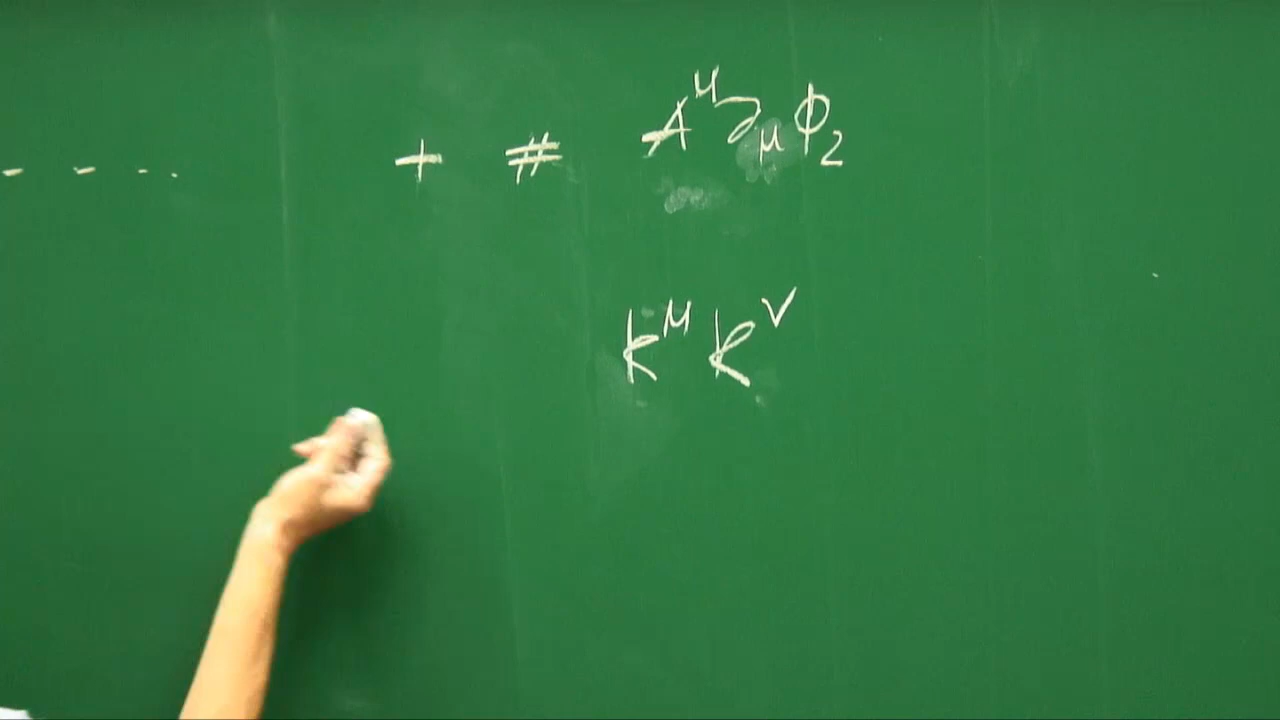 - - - . + # A^μ ∂_μ Φ_2
k^μ k^ν